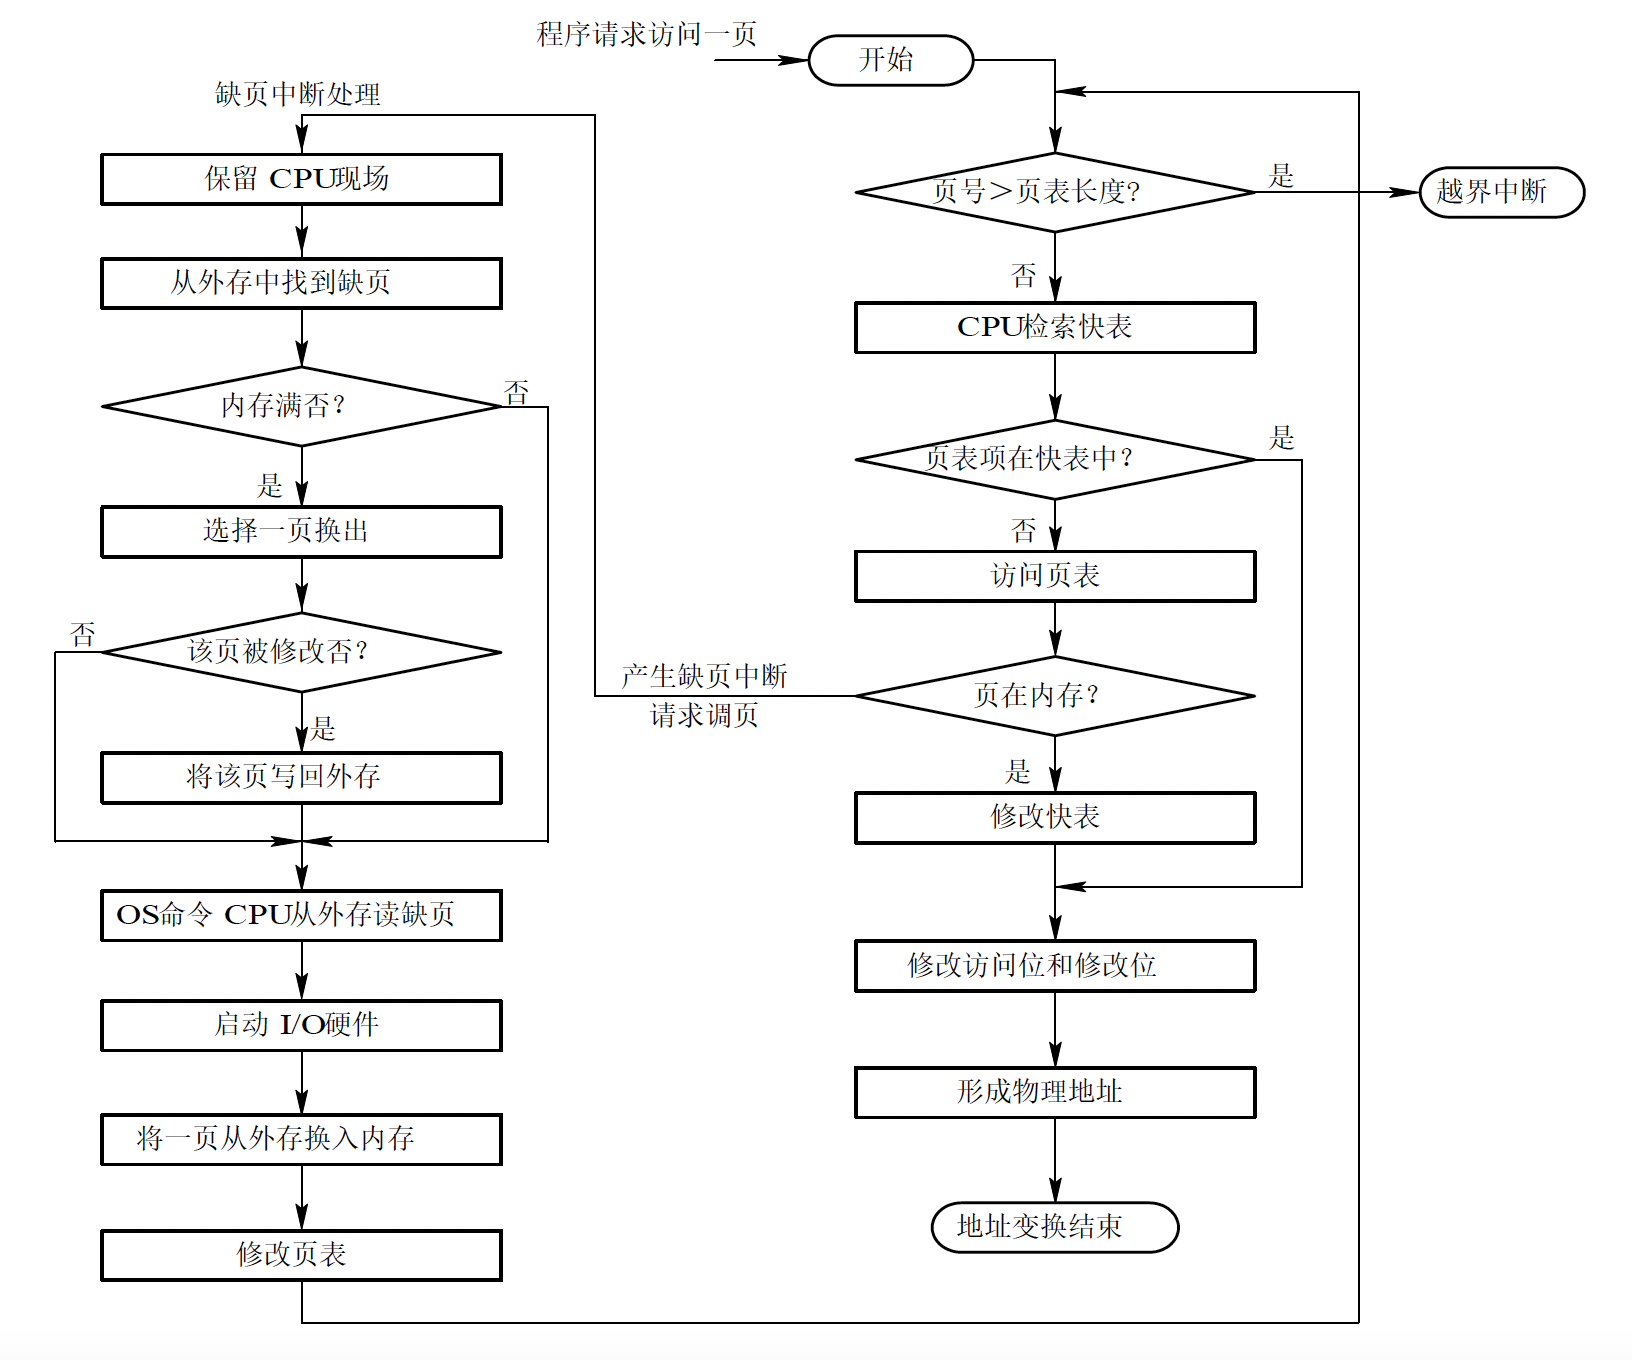 程序请求访问一页
开始
缺页中断处理
保留 CPU现场
从外存中找到缺页
内存满否?
否
是
选择一页换出
否
该页被修改否?
是
将该页写回外存
OS命令 CPU从外存读缺页
启动 I/O硬件
将一页从外存换入内存
修改页表
页号＞页表长度?
是
越界中断
否
CPU检索快表
页表项在快表中?
是
否
访问页表
产生缺页中断
请求调页
页在内存?
是
修改快表
修改访问位和修改位
形成物理地址
地址变换结束